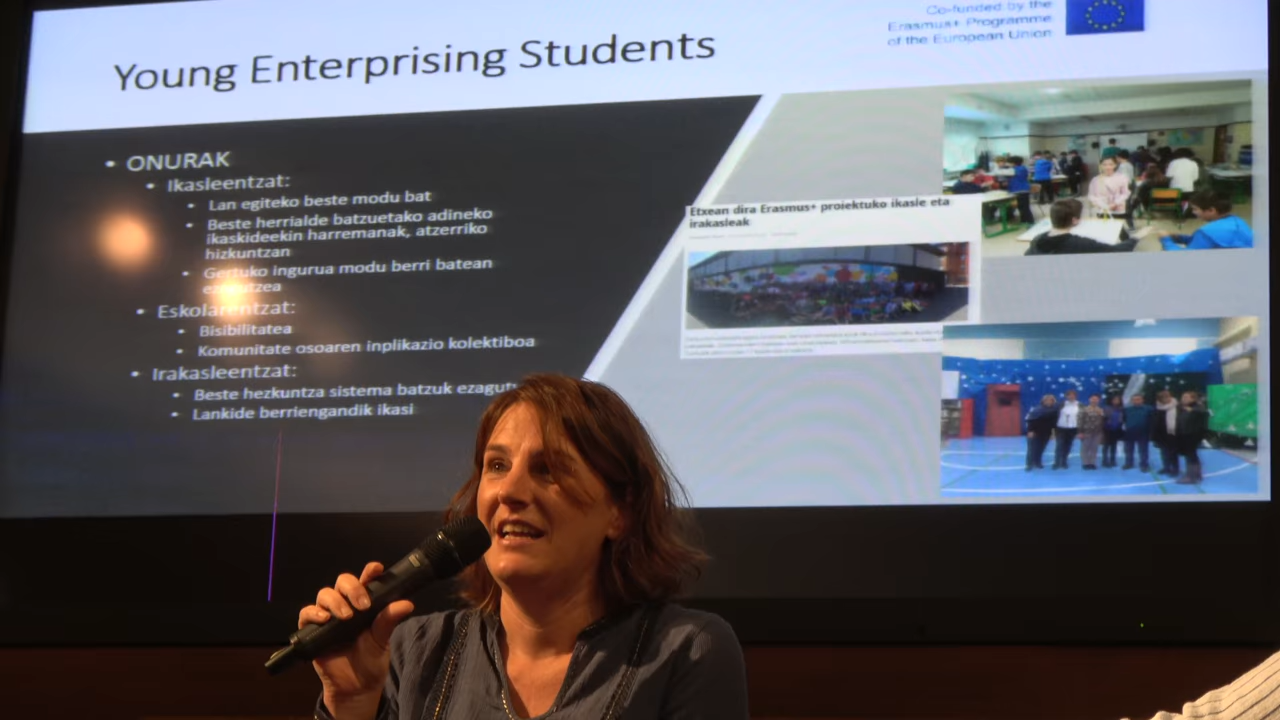 Co-funded by the
Erasmus+ Programme
of the European Union
Young Enterprising Students
• ONURAK
• Ikasleentzat:
• Lan egiteko beste modu bat
• Beste herrialde batzuetako adineko
ikaskideekin harremanak, atzerriko
hizkuntzan
• Gertuko ingurua modu berri batean
ezagutzea
• Eskolarentzat:
• Bisibilitatea
• Komunitate osoaren inplikazio kolektiboa
• Irakasleentzat:
• Beste hezkuntza sistema batzuk ezagut
• Lankide berriengandik ikasi
Etxean dira Erasmus+ proiektuko ikasle eta
irakasleak